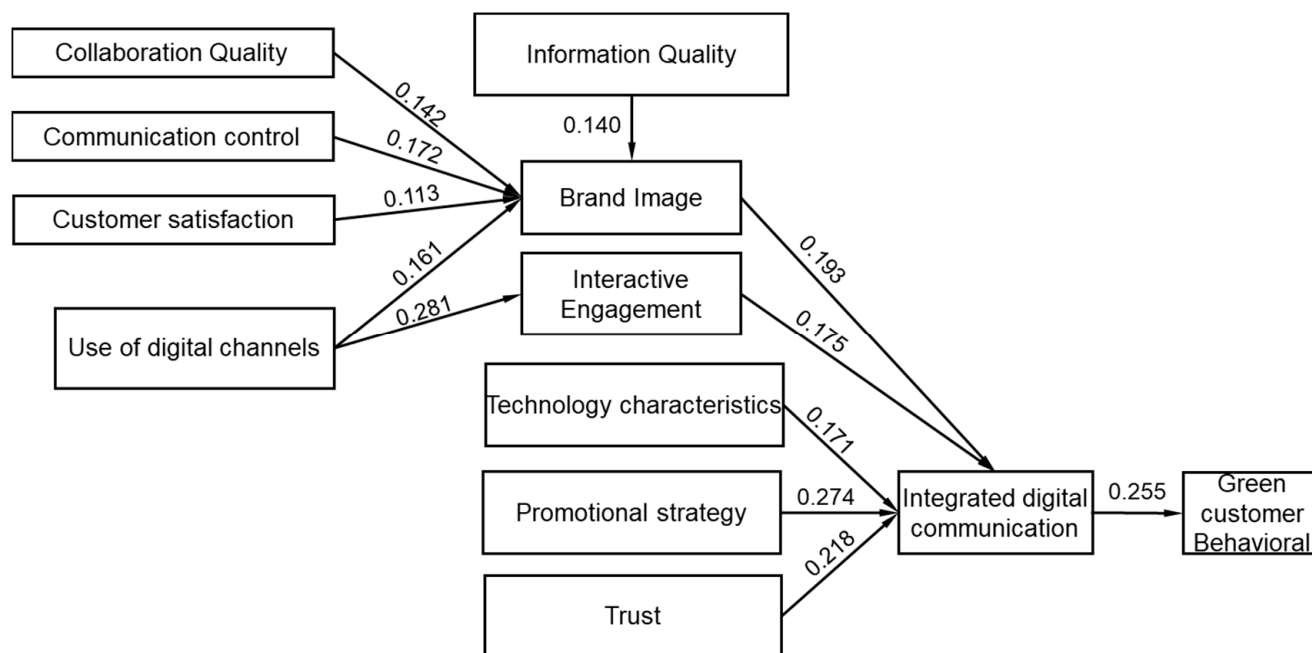 Collaboration Quality
Information Quality
0.142
0.140
Communication control
0.172
Customer satisfaction
0.113
Brand Image
0.161
0.193
Use of digital channels
0.281
Interactive
Engagement
0.175
Technology characteristics
0.171
Promotional strategy
0.274
Integrated digital
communication
0.255
Green
customer
Behavioral
0.218
Trust